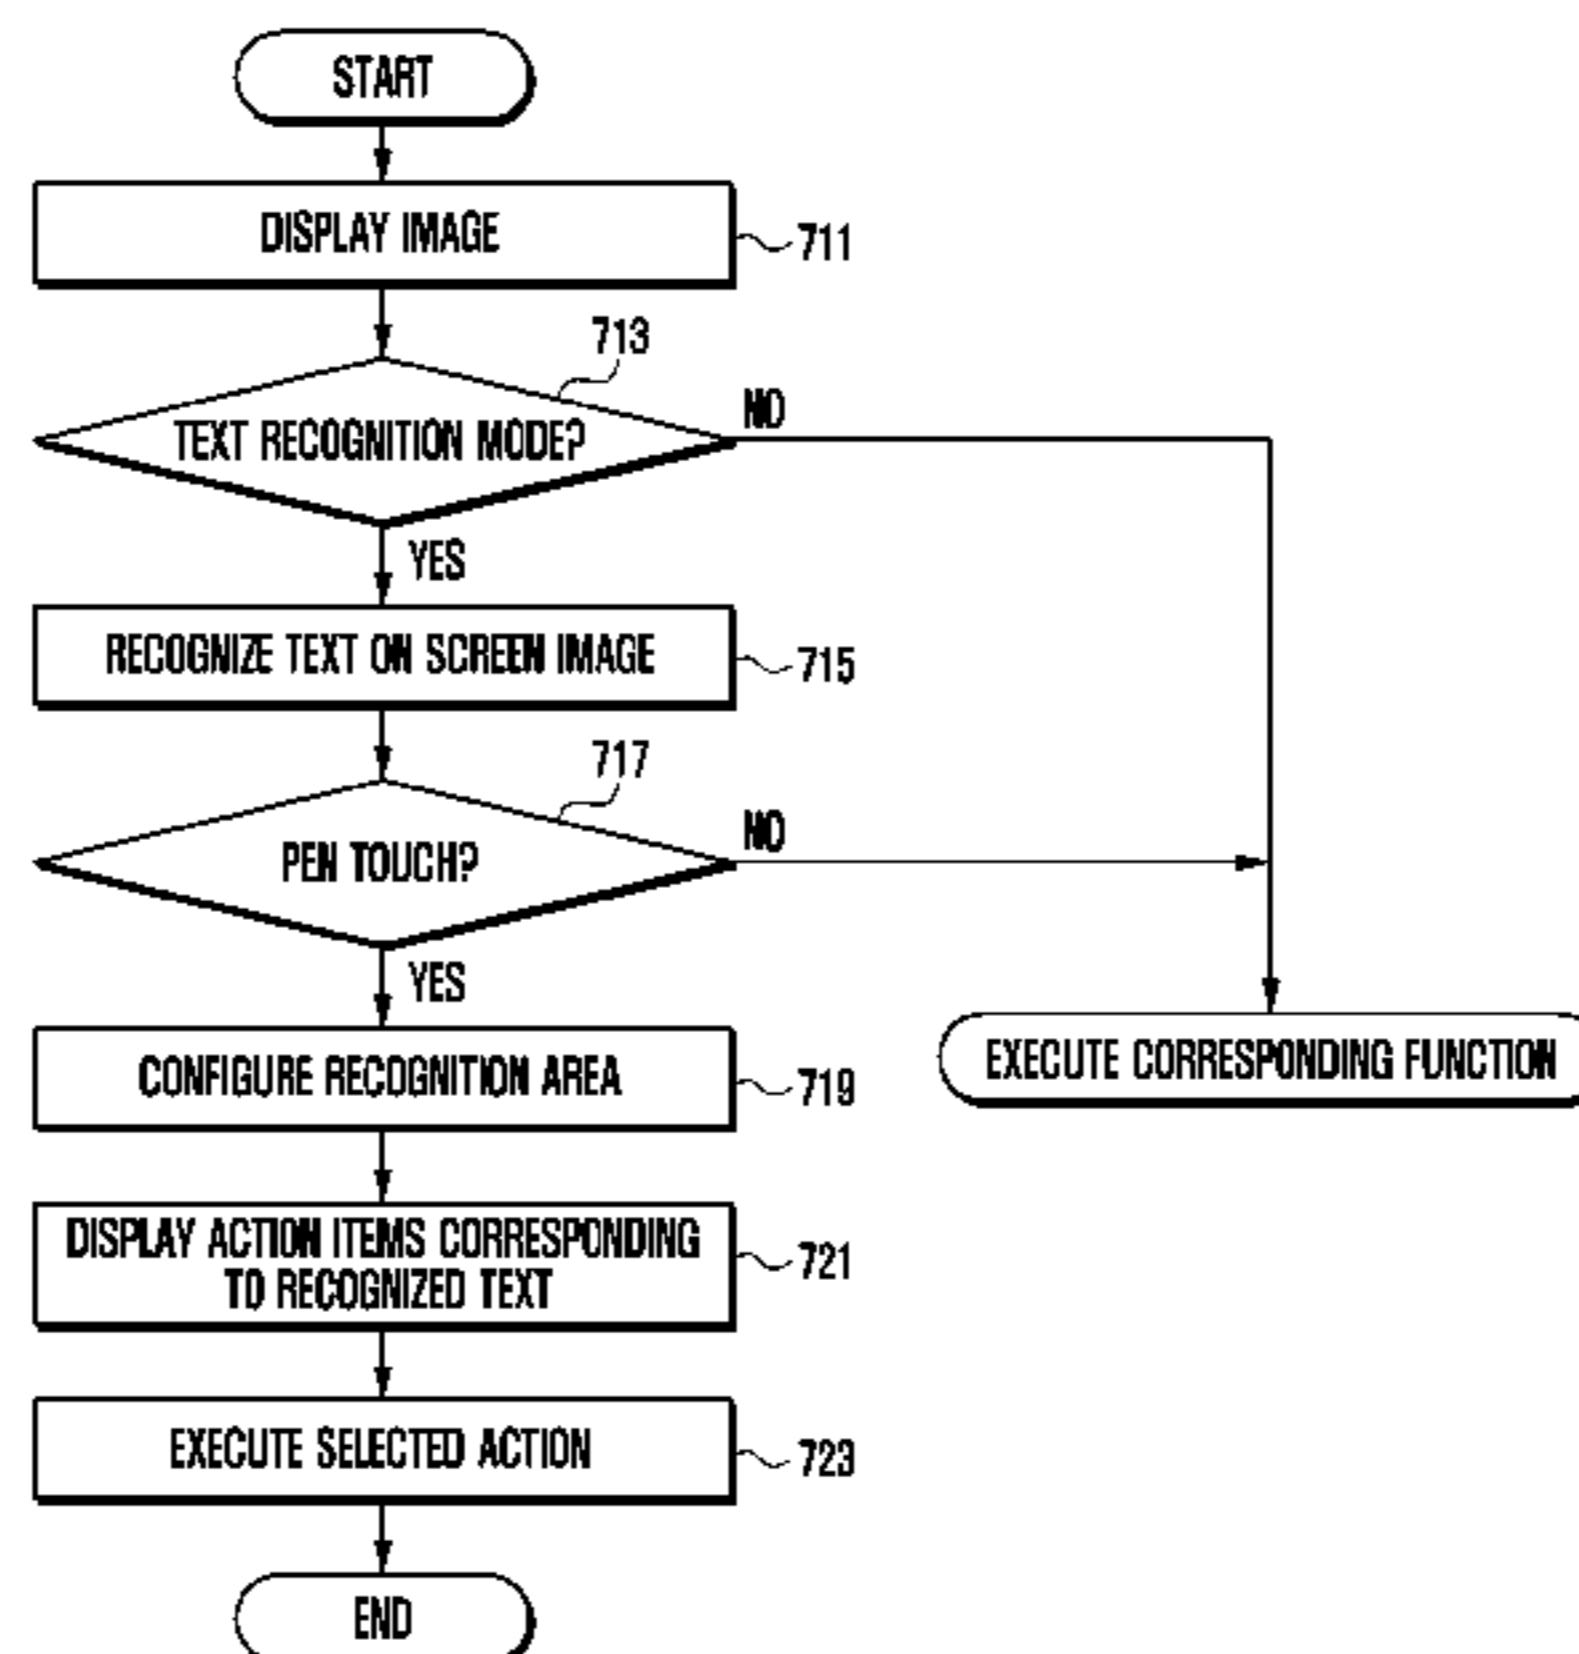 START
DISPLAY IMAGE
711
713
TEXT RECOGNITION MODE?
NO
YES
RECOGNIZE TEXT ON SCREEN IMAGE
715
717
PEN TOUCH?
NO
YES
CONFIGURE RECOGNITION AREA
719
EXECUTE CORRESPONDING FUNCTION
DISPLAY ACTION ITEMS CORRESPONDING
TO RECOGNIZED TEXT
721
EXECUTE SELECTED ACTION
723
END